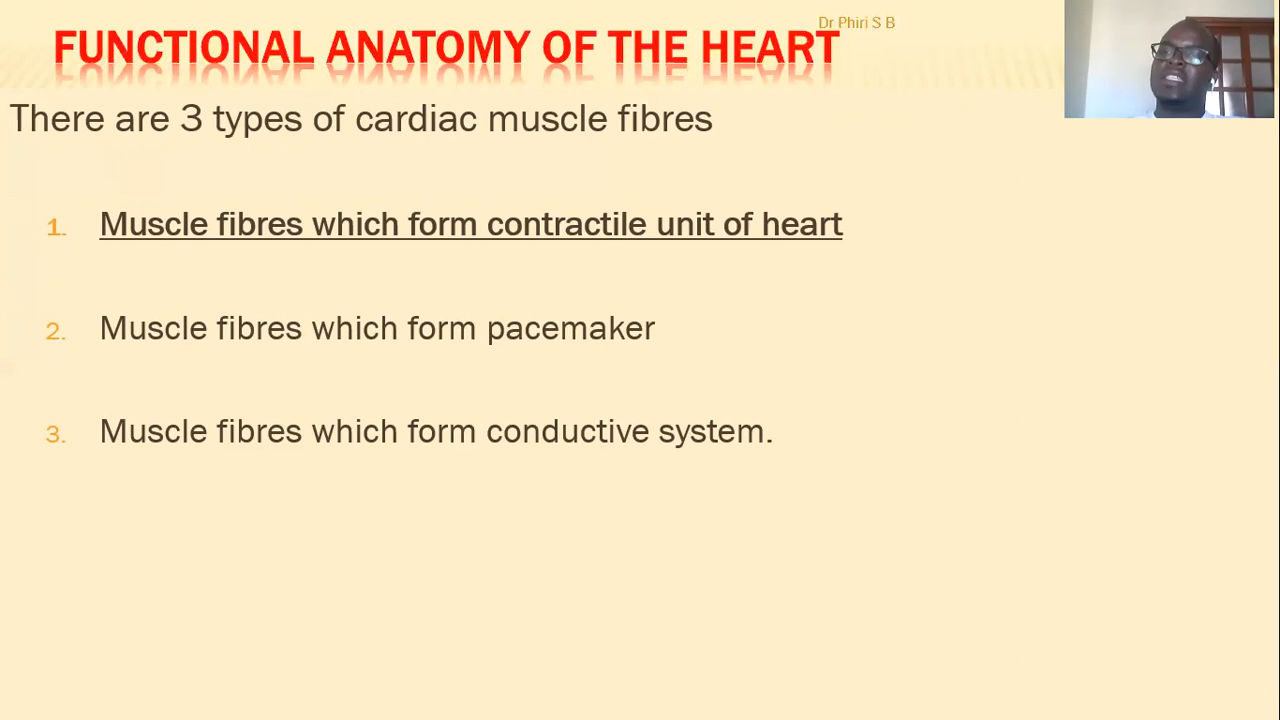 Dr Phiri S B
FUNCTIONAL ANATOMY OF THE HEART
There are 3 types of cardiac muscle fibres
1. Muscle fibres which form contractile unit of heart
2. Muscle fibres which form pacemaker
3. Muscle fibres which form conductive system.